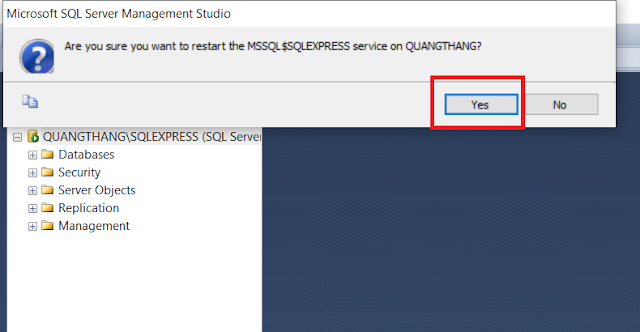 Microsoft SQL Server Management Studio
Are you sure you want to restart the MSSQL$SQLEXPRESS service on QUANGTHANG?
Yes
No
QUANGTHANG\SQLEXPRESS (SQL Server
Databases
Security
Server Objects
Replication
Management